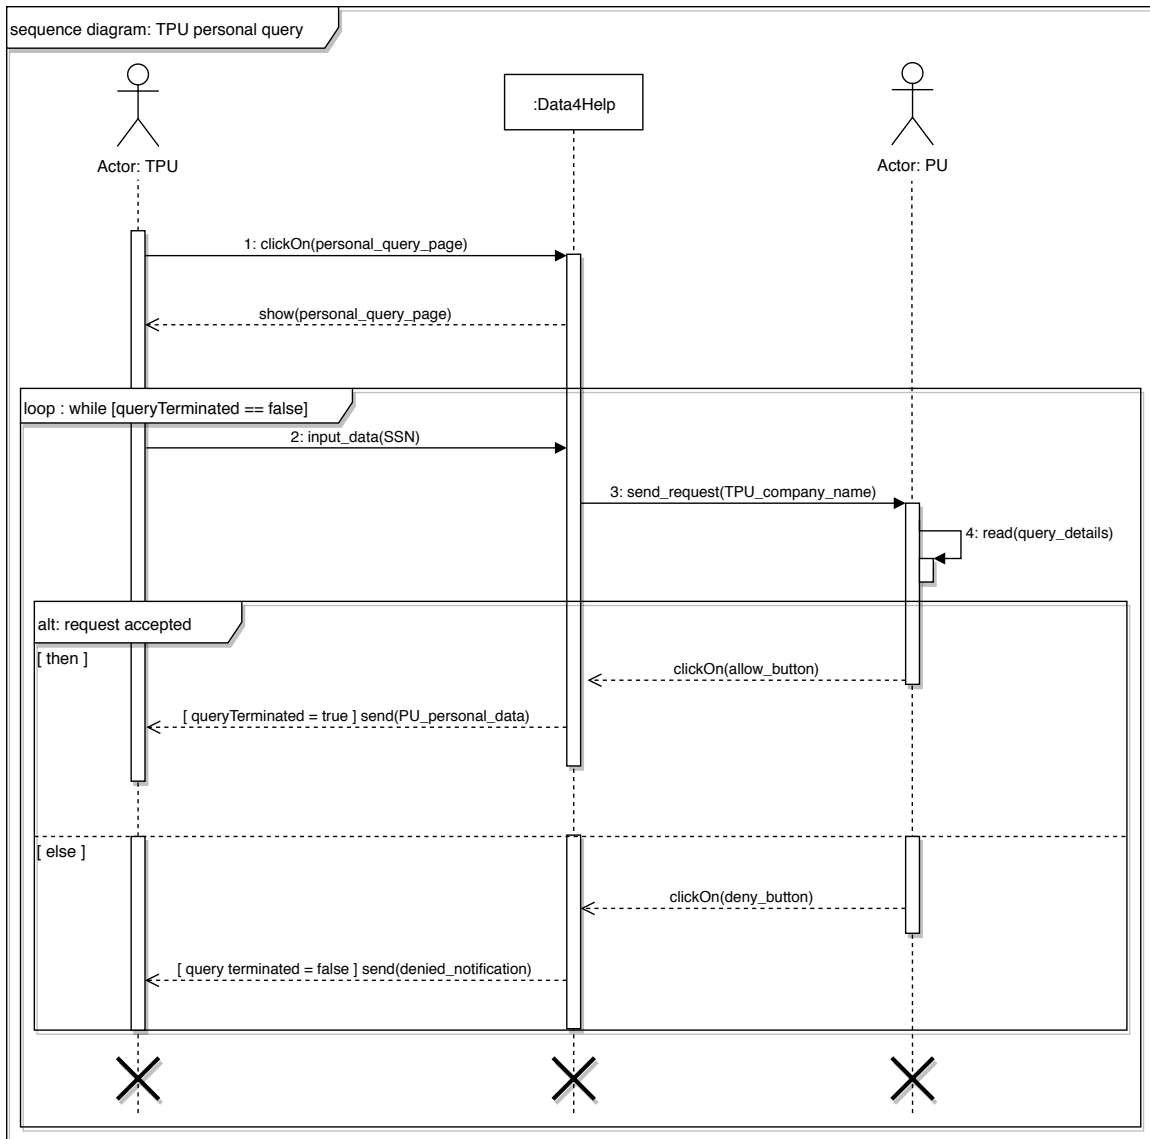 sequence diagram: TPU personal query
Actor: TPU
:Data4Help
Actor: PU
1: clickOn(personal_query_page)
show(personal_query_page)
loop : while [queryTerminated == false]
2: input_data(SSN)
3: send_request(TPU_company_name)
4: read(query_details)
alt: request accepted
[ then ]
clickOn(allow_button)
[ queryTerminated = true ] send(PU_personal_data)
[ else ]
clickOn(deny_button)
[ query terminated = false ] send(denied_notification)